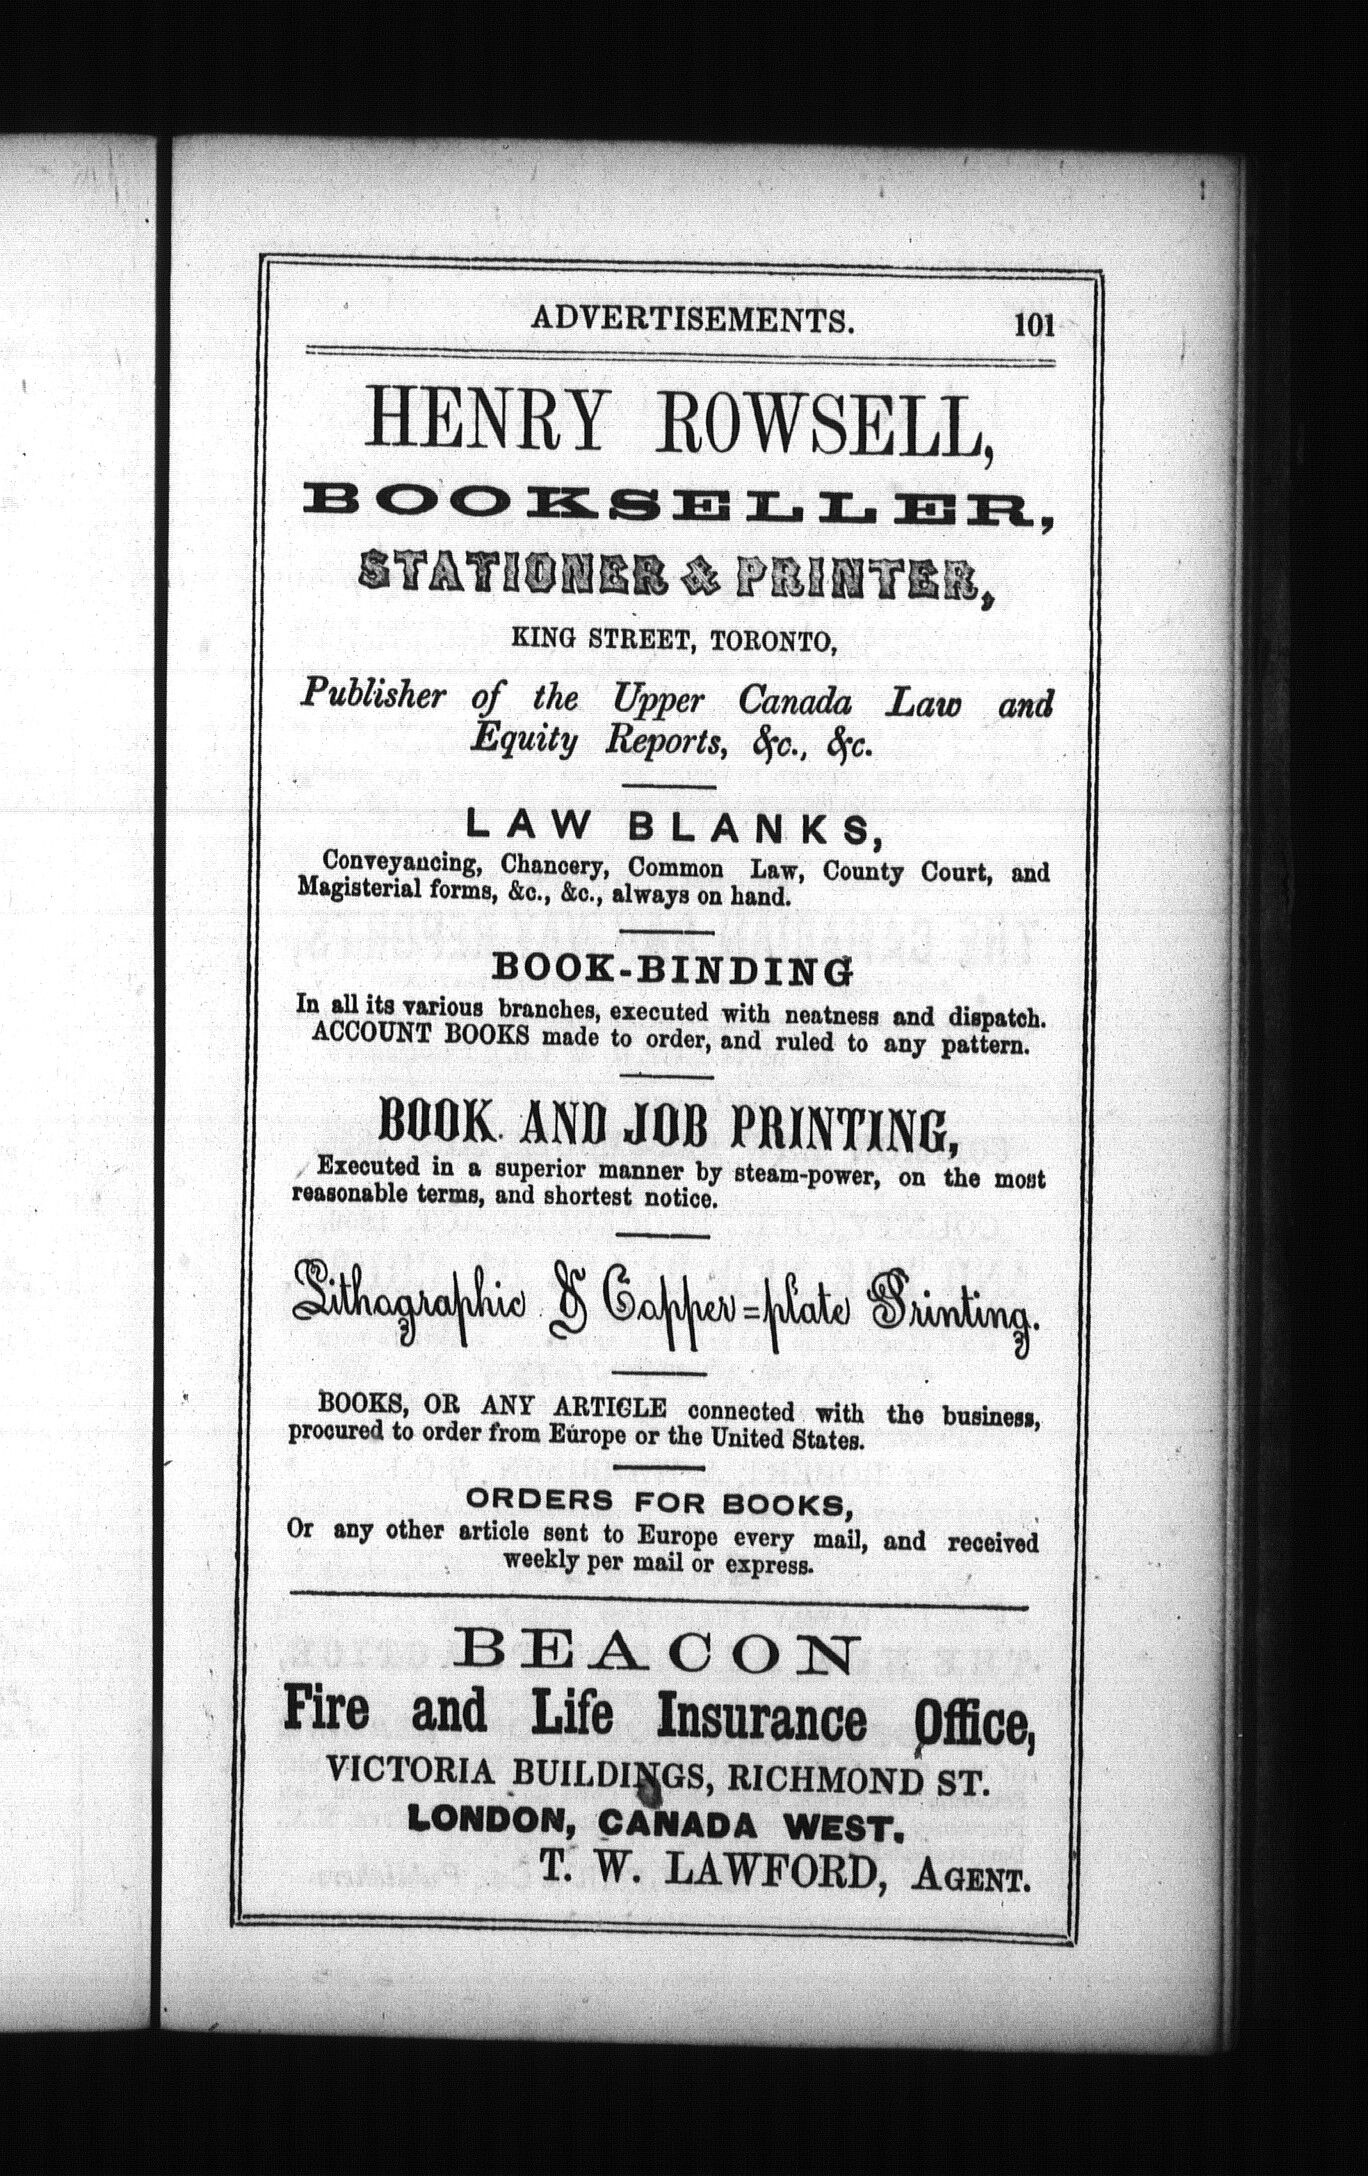 ADVERTISEMENTS. 101
HENRY ROWSELL,
BOOKSELLER,
STATIONER & PRINTER,
KING STREET, TORONTO,
Publisher of the Upper Canada Law and
Equity Reports, &c., &c.
LAW BLANKS,
Conveyancing, Chancery, Common Law, County Court, and
Magisterial forms, &c., &c., always on hand.
BOOK-BINDING
In all its various branches, executed with neatness and dispatch.
ACCOUNT BOOKS made to order, and ruled to any pattern.
BOOK AND JOB PRINTING,
Executed in a superior manner by steam-power, on the most
reasonable terms, and shortest notice.
Lithographic & Copper=plate Printing.
BOOKS, OR ANY ARTICLE connected with the business,
procured to order from Europe or the United States.
ORDERS FOR BOOKS,
Or any other article sent to Europe every mail, and received
weekly per mail or express.
BEACON
Fire and Life Insurance Office,
VICTORIA BUILDINGS, RICHMOND ST.
LONDON, CANADA WEST.
T. W. LAWFORD, AGENT.